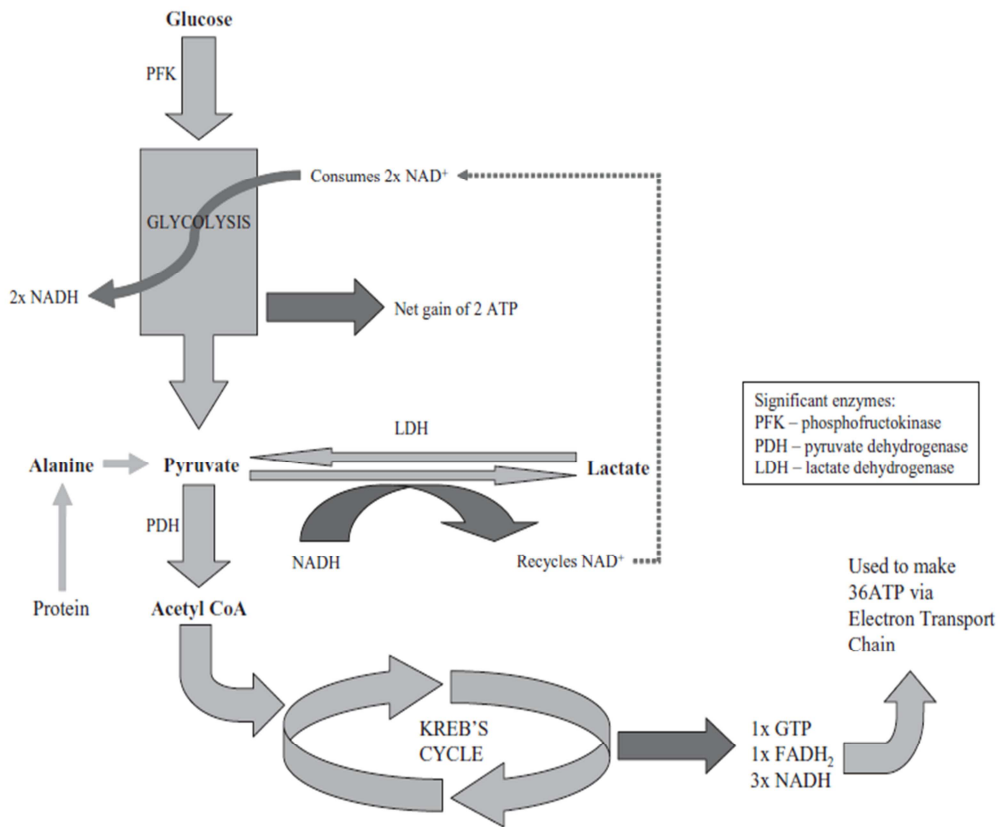 Glucose
PFK
Consumes 2x NAD⁺
GLYCOLYSIS
2x NADH
Net gain of 2 ATP
Significant enzymes:
PFK – phosphofructokinase
PDH – pyruvate dehydrogenase
LDH – lactate dehydrogenase
LDH
Alanine
Pyruvate
Lactate
PDH
NADH
Recycles NAD⁺
Protein
Acetyl CoA
Used to make
36ATP via
Electron Transport
Chain
KREB'S
CYCLE
1x GTP
1x FADH₂
3x NADH